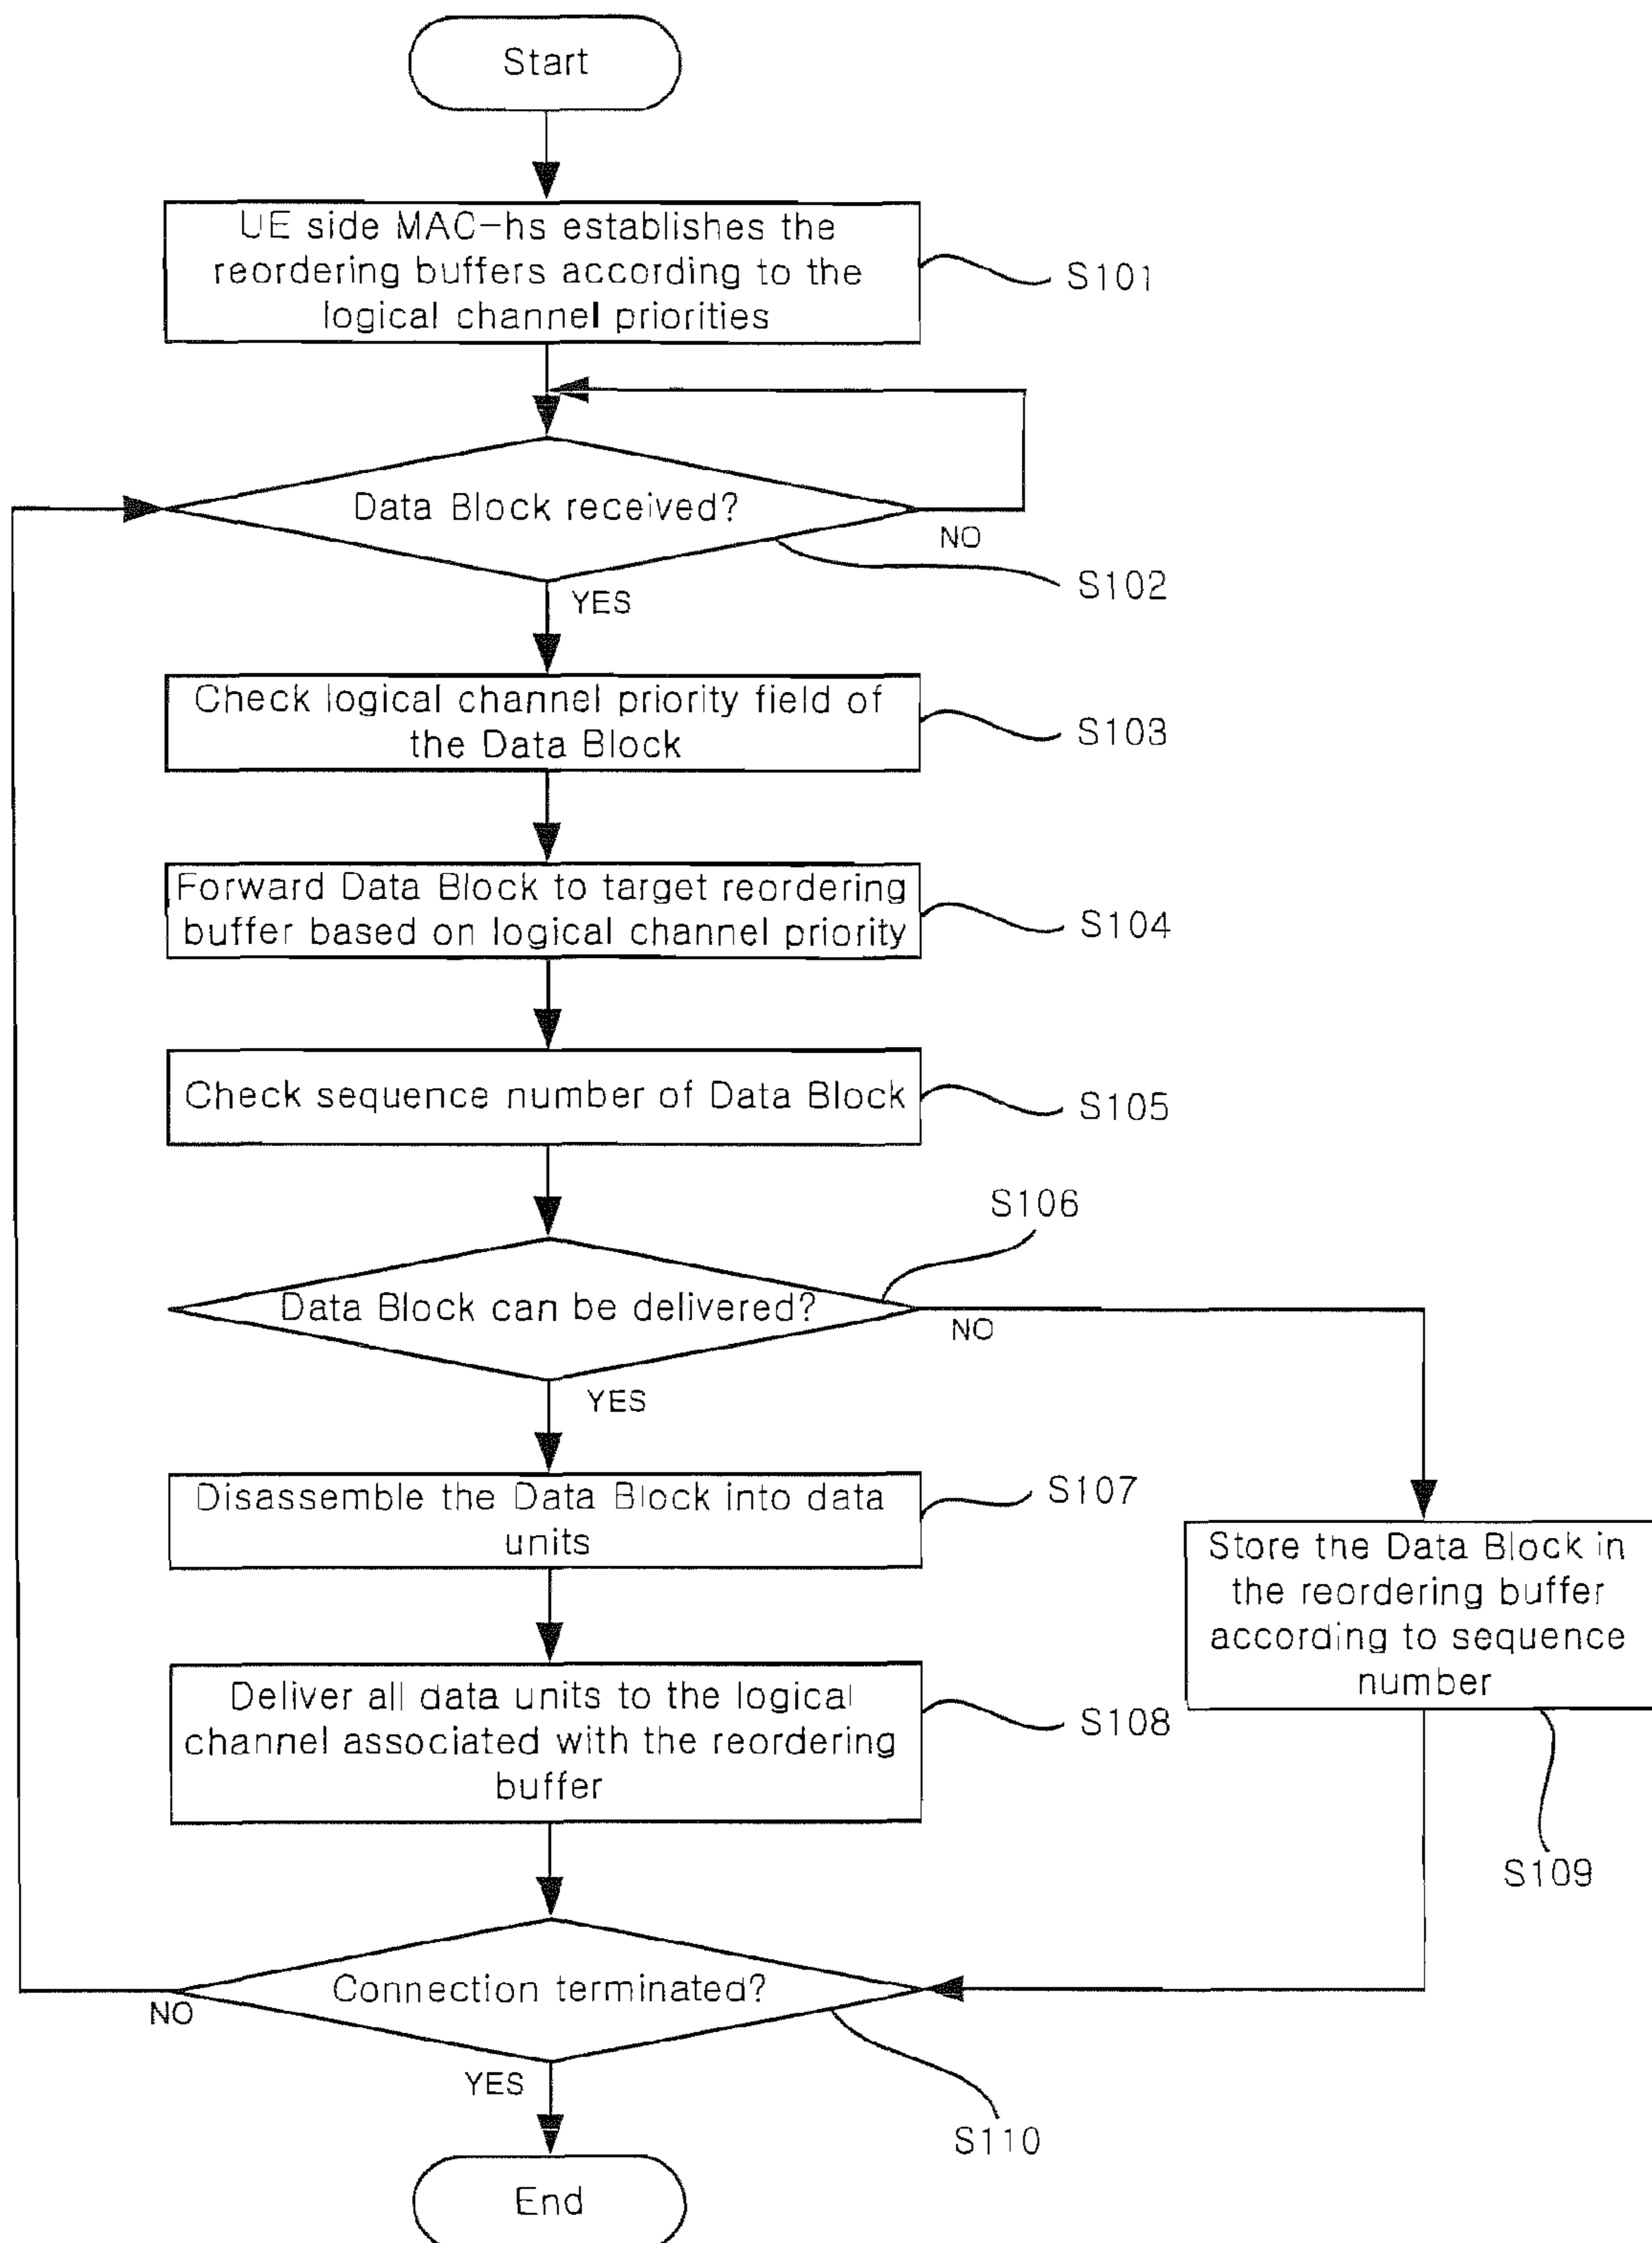 Start
UE side MAC-hs establishes the
reordering buffers according to the
logical channel priorities
S101
Data Block received?
NO
S102
YES
Check logical channel priority field of
the Data Block
S103
Forward Data Block to target reordering
buffer based on logical channel priority
S104
Check sequence number of Data Block
S105
S106
Data Block can be delivered?
NO
YES
Disassemble the Data Block into data
units
S107
Store the Data Block in
the reordering buffer
according to sequence
number
Deliver all data units to the logical
channel associated with the reordering
buffer
S108
S109
Connection terminated?
NO
YES
S110
End